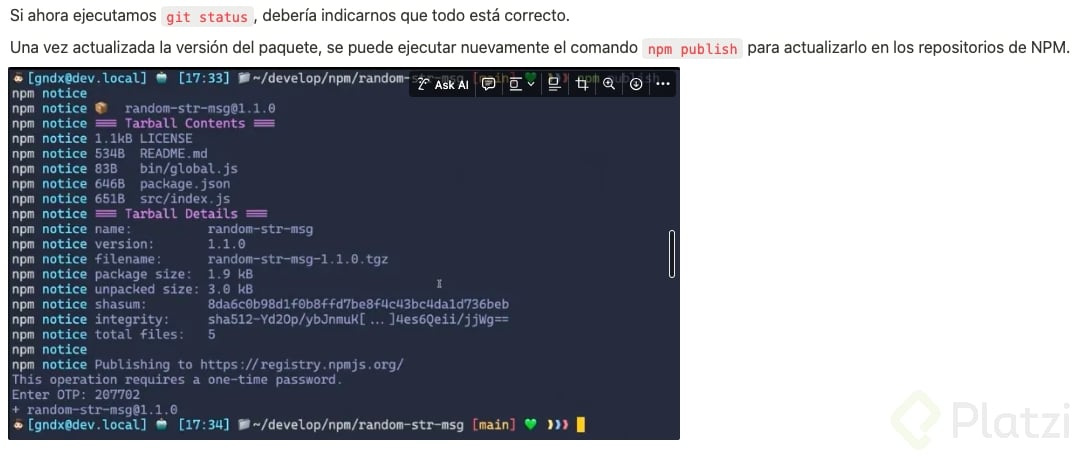 Si ahora ejecutamos git status, debería indicarnos que todo está correcto.
Una vez actualizada la versión del paquete, se puede ejecutar nuevamente el comando npm publish para actualizarlo en los repositorios de NPM.
[gndx@dev.local] [17:33] ~/develop/npm/random-str-msg [main] npm publish
Ask AI
npm notice
npm notice 📦 random-str-msg@1.1.0
npm notice === Tarball Contents ===
npm notice 1.1kB LICENSE
npm notice 534B README.md
npm notice 83B bin/global.js
npm notice 646B package.json
npm notice 651B src/index.js
npm notice === Tarball Details ===
npm notice name: random-str-msg
npm notice version: 1.1.0
npm notice filename: random-str-msg-1.1.0.tgz
npm notice package size: 1.9 kB
npm notice unpacked size: 3.0 kB
npm notice shasum: 8da6c0b98d1f0b8ffd7be8f4c43bc4da1d736beb
npm notice integrity: sha512-Yd2Op/ybJnmuK[...]4es6Qeii/jjWg==
npm notice total files: 5
npm notice
npm notice Publishing to https://registry.npmjs.org/
This operation requires a one-time password.
Enter OTP: 207702
+ random-str-msg@1.1.0
[gndx@dev.local] [17:34] ~/develop/npm/random-str-msg [main]
Platzi